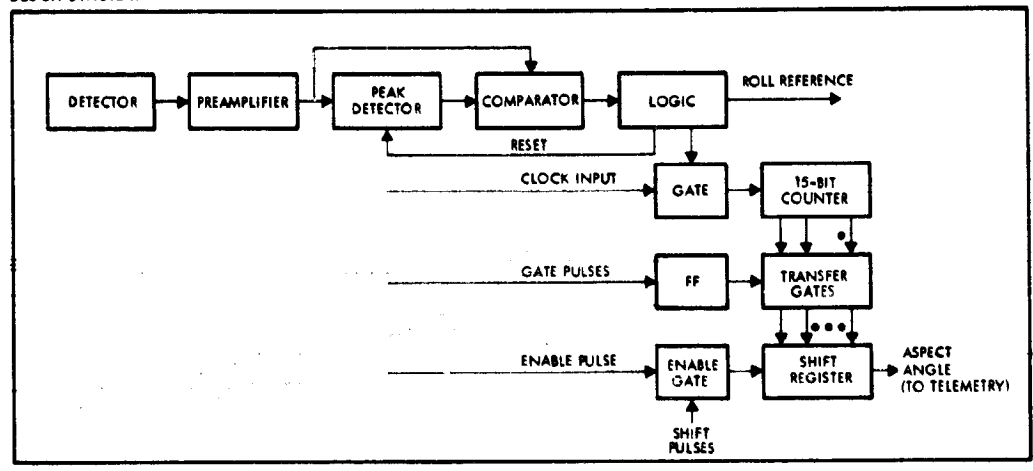 DETECTOR
PREAMPLIFIER
PEAK
DETECTOR
COMPARATOR
LOGIC
ROLL REFERENCE
RESET
CLOCK INPUT
GATE
15-BIT
COUNTER
GATE PULSES
FF
TRANSFER
GATES
ENABLE PULSE
ENABLE
GATE
SHIFT
REGISTER
ASPECT
ANGLE
(TO TELEMETRY)
SHIFT
PULSES